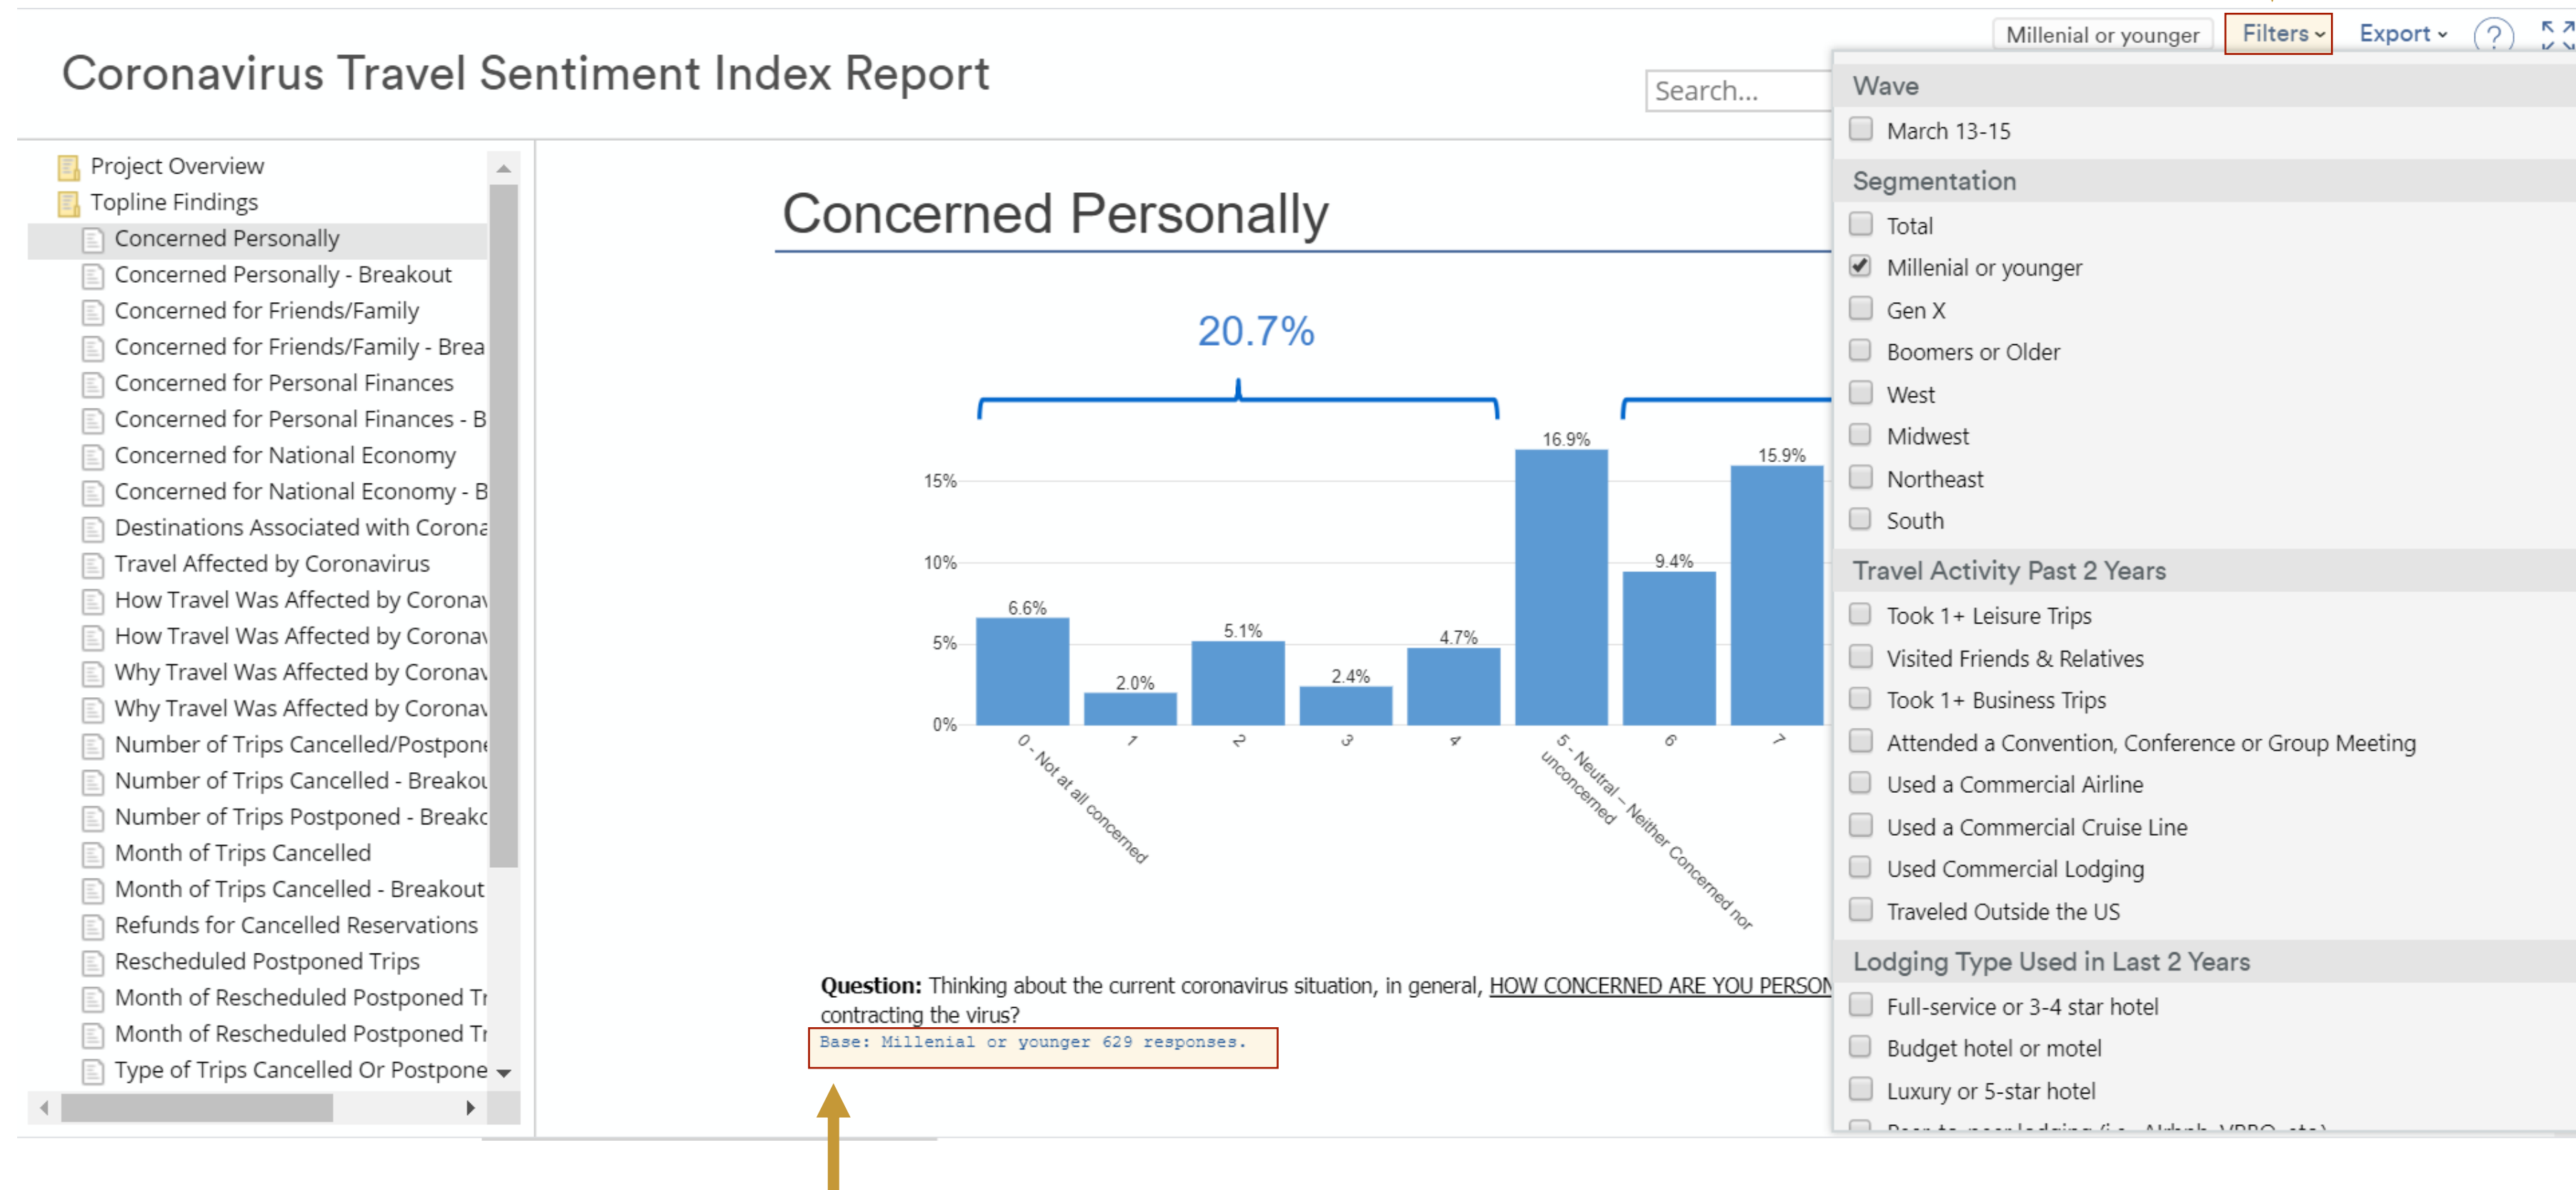 Millenial or younger
Filters
Export
?
Coronavirus Travel Sentiment Index Report
Search...
Project Overview
Topline Findings
Concerned Personally
Concerned Personally - Breakout
Concerned for Friends/Family
Concerned for Friends/Family - Brea
Concerned for Personal Finances
Concerned for Personal Finances - B
Concerned for National Economy
Concerned for National Economy - B
Destinations Associated with Corona
Travel Affected by Coronavirus
How Travel Was Affected by Coronav
How Travel Was Affected by Coronav
Why Travel Was Affected by Coronav
Why Travel Was Affected by Coronav
Number of Trips Cancelled/Postpone
Number of Trips Cancelled - Breakou
Number of Trips Postponed - Breako
Month of Trips Cancelled
Month of Trips Cancelled - Breakout
Refunds for Cancelled Reservations
Rescheduled Postponed Trips
Month of Rescheduled Postponed Tr
Month of Rescheduled Postponed Tr
Type of Trips Cancelled Or Postpone
Concerned Personally
20.7%
15%
10%
5%
0%
6.6%
2.0%
5.1%
2.4%
4.7%
16.9%
9.4%
15.9%
0 - Not at all concerned
1
2
3
4
5 - Neutral – Neither Concerned nor
unconcerned
6
7
Question: Thinking about the current coronavirus situation, in general, HOW CONCERNED ARE YOU PERSON
contracting the virus?
Base: Millenial or younger 629 responses.
Wave
March 13-15
Segmentation
Total
Millenial or younger
Gen X
Boomers or Older
West
Midwest
Northeast
South
Travel Activity Past 2 Years
Took 1+ Leisure Trips
Visited Friends & Relatives
Took 1+ Business Trips
Attended a Convention, Conference or Group Meeting
Used a Commercial Airline
Used a Commercial Cruise Line
Used Commercial Lodging
Traveled Outside the US
Lodging Type Used in Last 2 Years
Full-service or 3-4 star hotel
Budget hotel or motel
Luxury or 5-star hotel